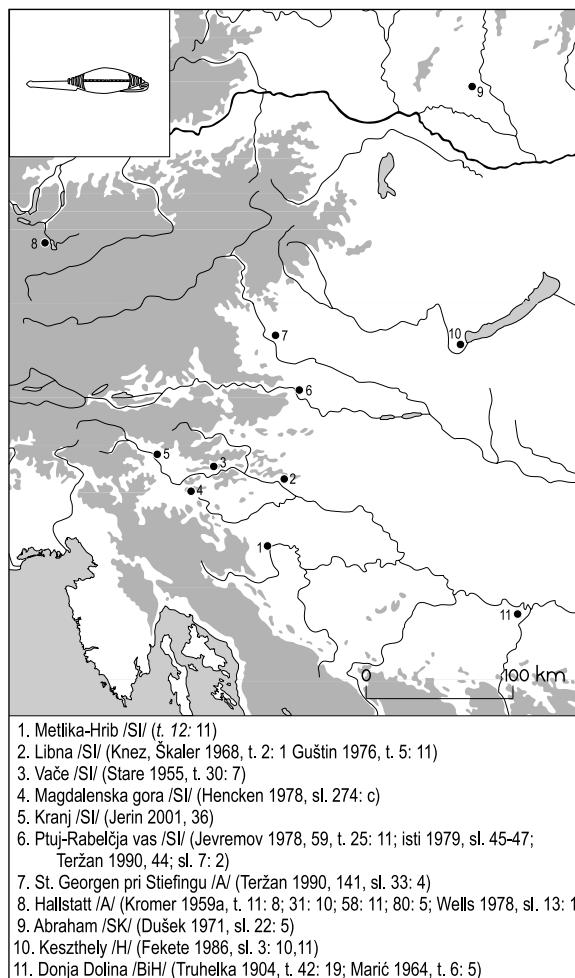 9
8
7
10
6
5
3
2
4
1
11
0 100 km
1. Metlika-Hrib /SI/ (t. 12: 11)
2. Libna /SI/ (Knez, Škaler 1968, t. 2: 1 Guštin 1976, t. 5: 11)
3. Vače /SI/ (Stare 1955, t. 30: 7)
4. Magdalenska gora /SI/ (Hencken 1978, sl. 274: c)
5. Kranj /SI/ (Jerin 2001, 36)
6. Ptuj-Rabelčja vas /SI/ (Jevremov 1978, 59, t. 25: 11; isti 1979, sl. 45-47;
Teržan 1990, 44; sl. 7: 2)
7. St. Georgen pri Stiefingu /A/ (Teržan 1990, 141, sl. 33: 4)
8. Hallstatt /A/ (Kromer 1959a, t. 11: 8; 31: 10; 58: 11; 80: 5; Wells 1978, sl. 13: 1
9. Abraham /SK/ (Dušek 1971, sl. 22: 5)
10. Keszthely /H/ (Fekete 1986, sl. 3: 10,11)
11. Donja Dolina /BiH/ (Truhelka 1904, t. 42: 19; Marić 1964, t. 6: 5)